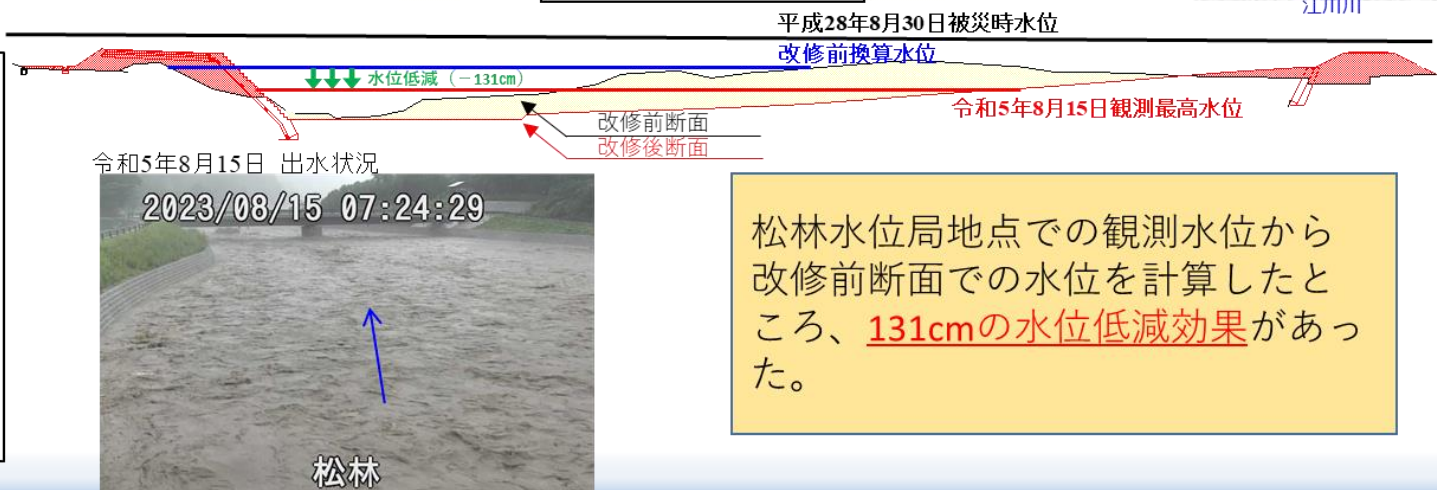 江川川
平成28年8月30日被災時水位
改修前換算水位
水位低減（－131cm）
令和5年8月15日観測最高水位
改修前断面
改修後断面
令和5年8月15日 出水状況
2023/08/15 07:24:29
松林
松林水位局地点での観測水位から
改修前断面での水位を計算したと
ころ、131cmの水位低減効果があっ
た。